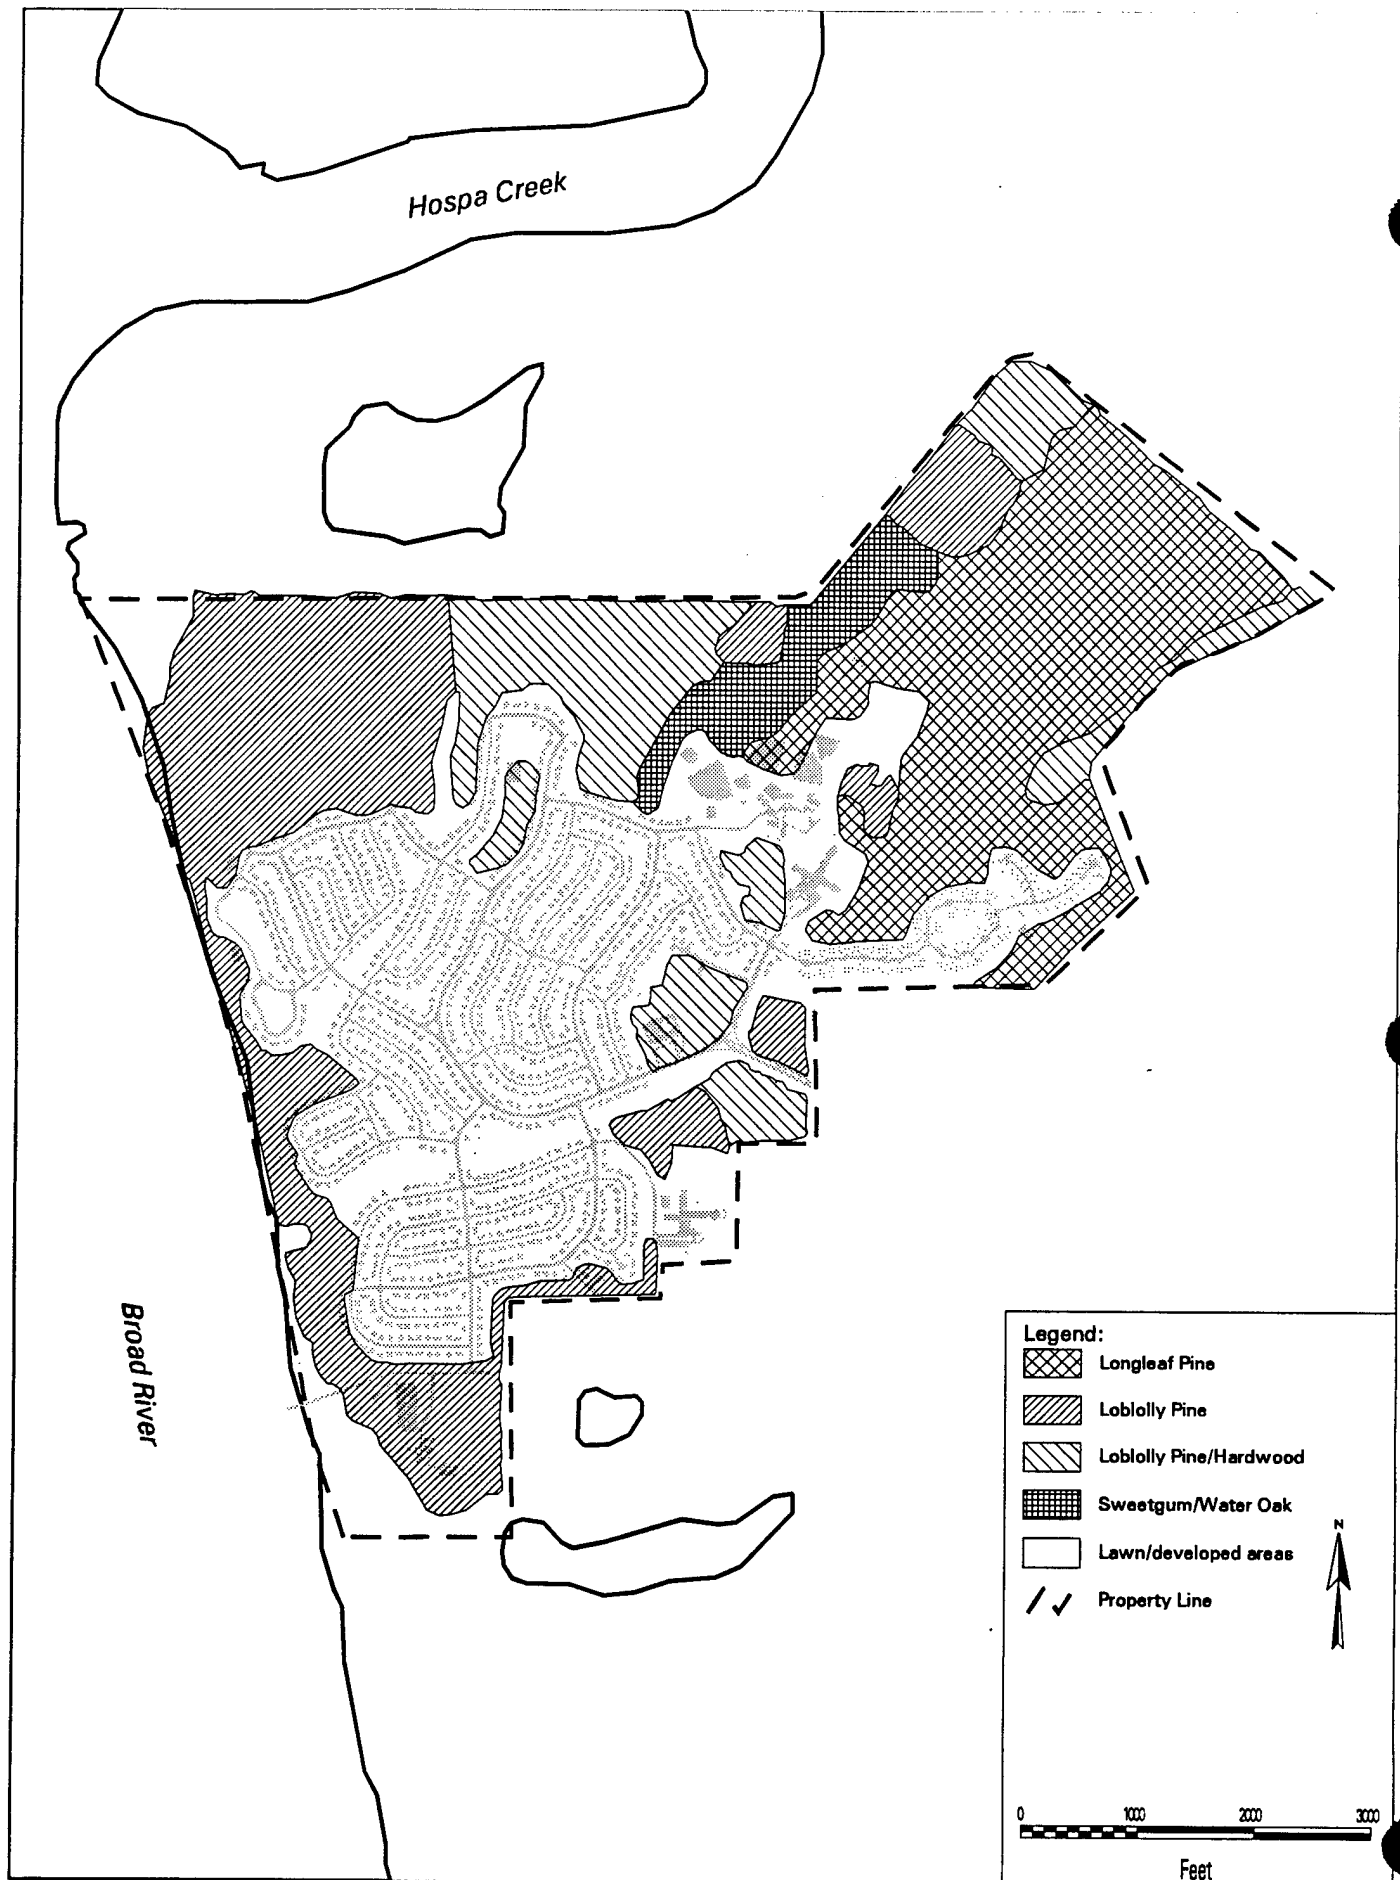 Hospa Creek
Broad River
Legend:
Longleaf Pine
Loblolly Pine
Loblolly Pine/Hardwood
Sweetgum/Water Oak
Lawn/developed areas
Property Line
N
0 1000 2000 3000
Feet